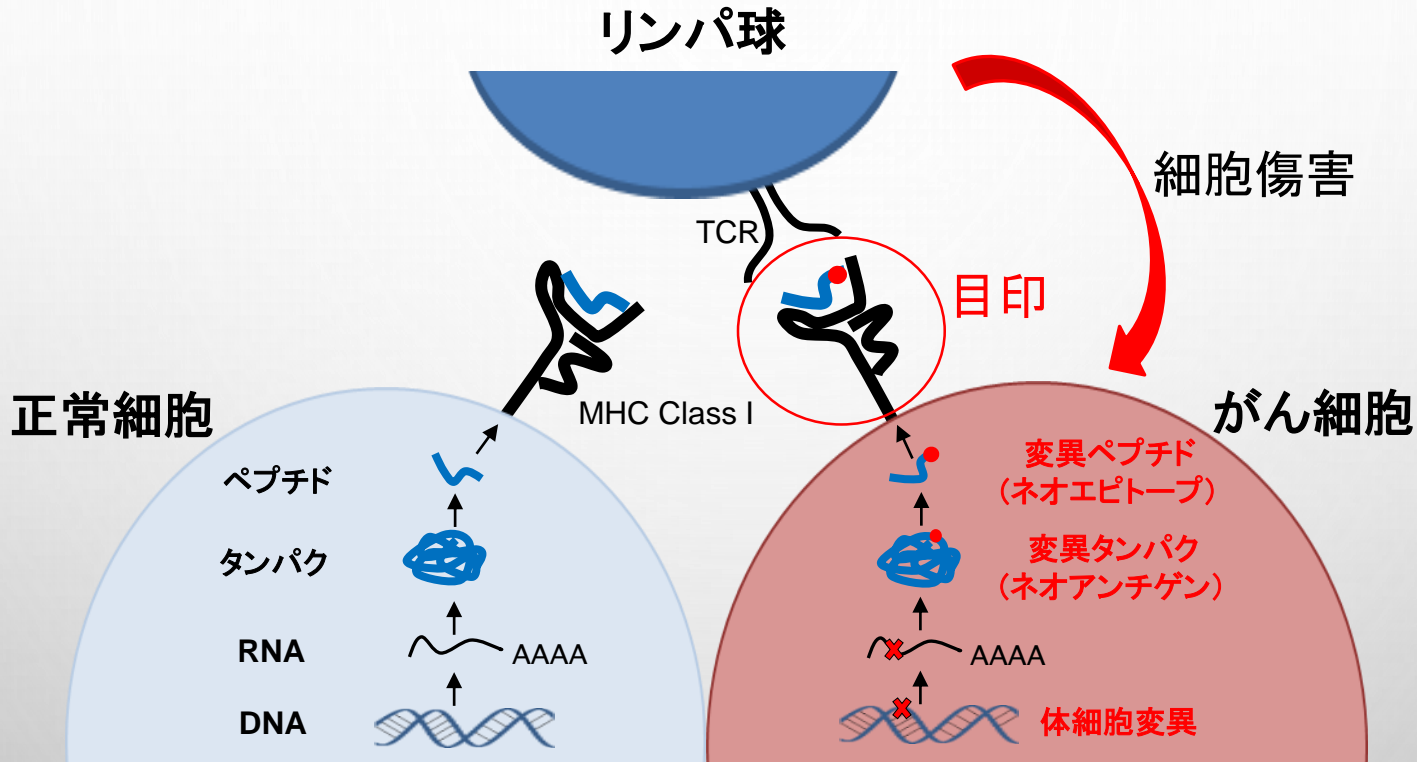 リンパ球
細胞傷害
TCR
目印
MHC Class I
正常細胞
がん細胞
ペプチド
タンパク
RNA
AAAA
DNA
変異ペプチド
（ネオエピトープ）
変異タンパク
（ネオアンチゲン）
AAAA
体細胞変異